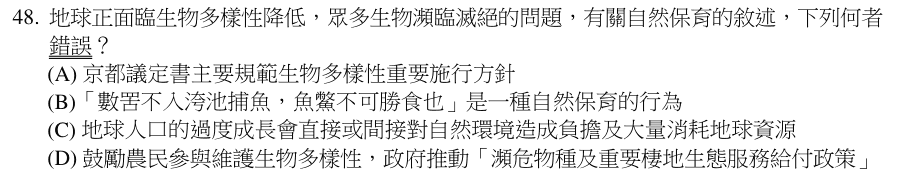 48. 地球正面臨生物多樣性降低，眾多生物瀕臨滅絕的問題，有關自然保育的敘述，下列何者
錯誤？
(A) 京都議定書主要規範生物多樣性重要施行方針
(B)「數罟不入洿池捕魚，魚鱉不可勝食也」是一種自然保育的行為
(C) 地球人口的過度成長會直接或間接對自然環境造成負擔及大量消耗地球資源
(D) 鼓勵農民參與維護生物多樣性，政府推動「瀕危物種及重要棲地生態服務給付政策」